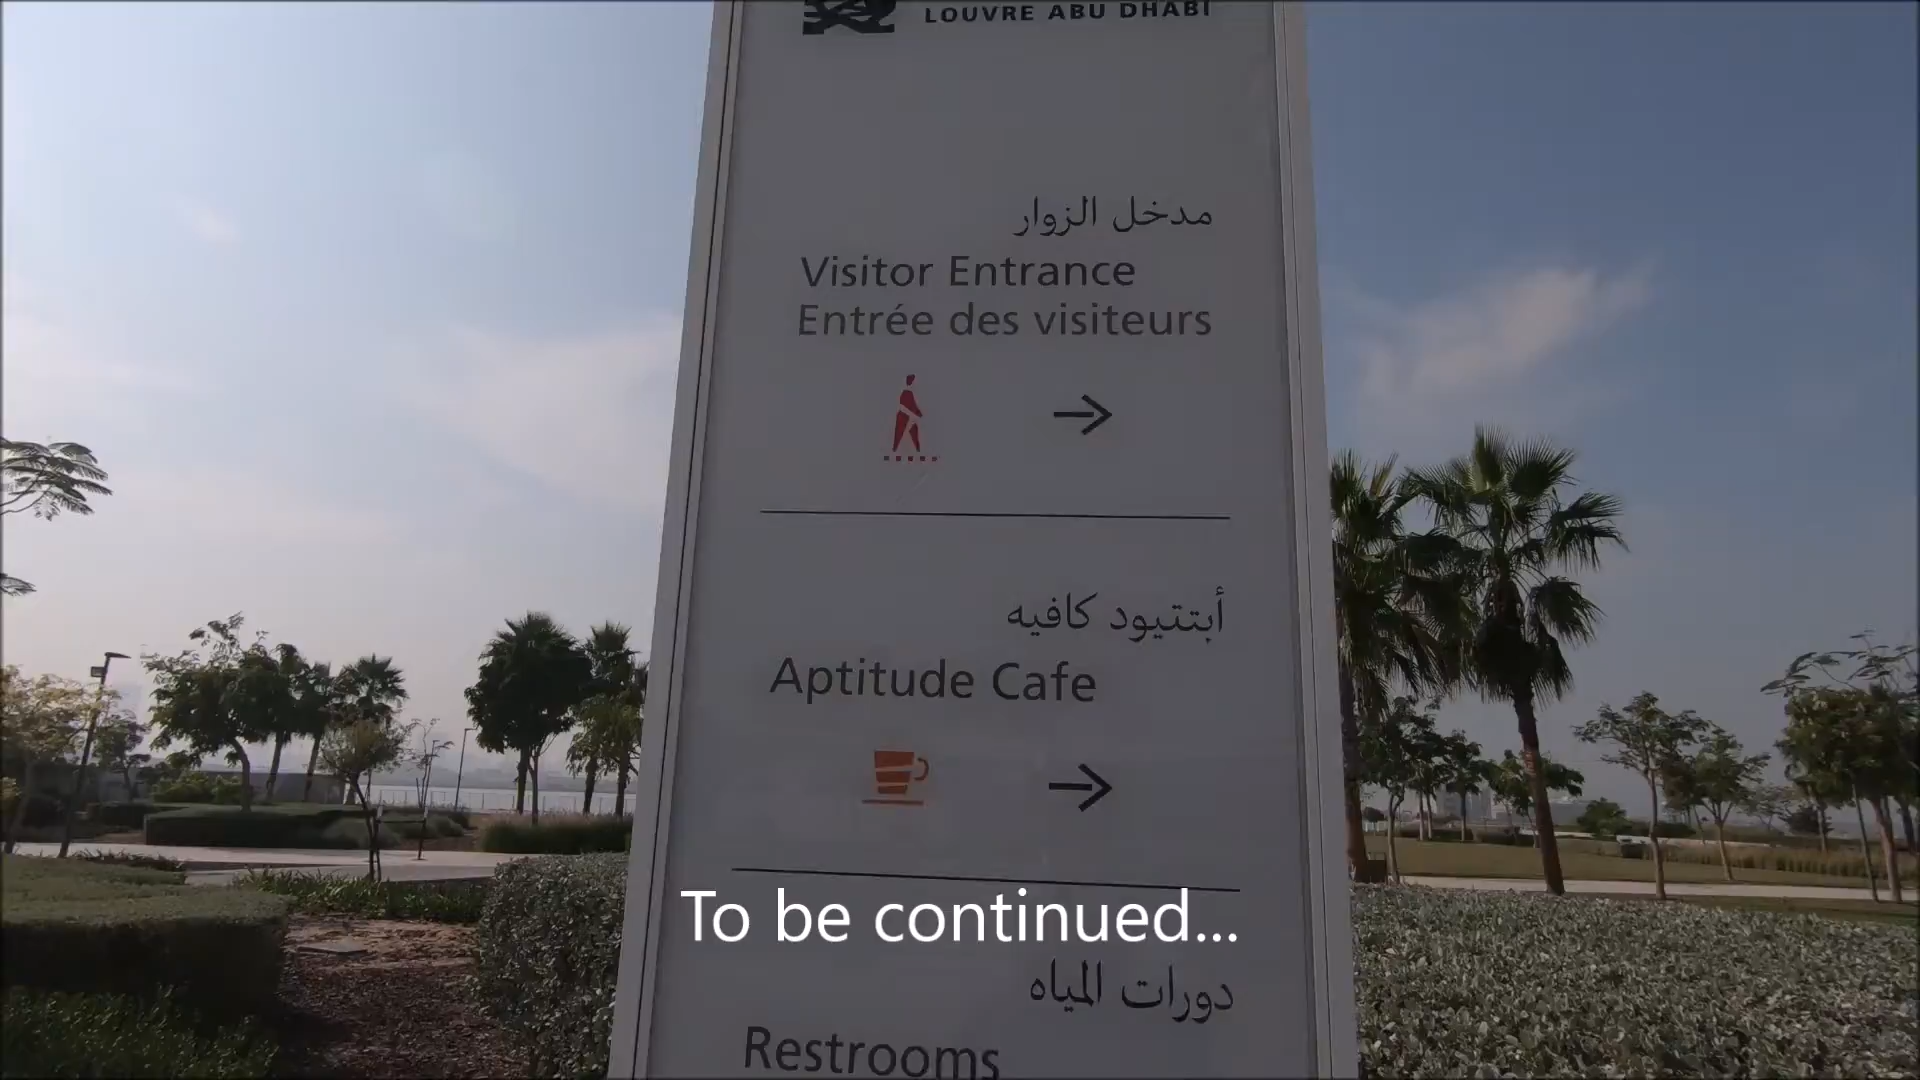 LOUVRE ABU DHABI
مدخل الزوار
Visitor Entrance
Entrée des visiteurs
أبتتيود كافيه
Aptitude Cafe
To be continued...
دورات المياه
Restrooms